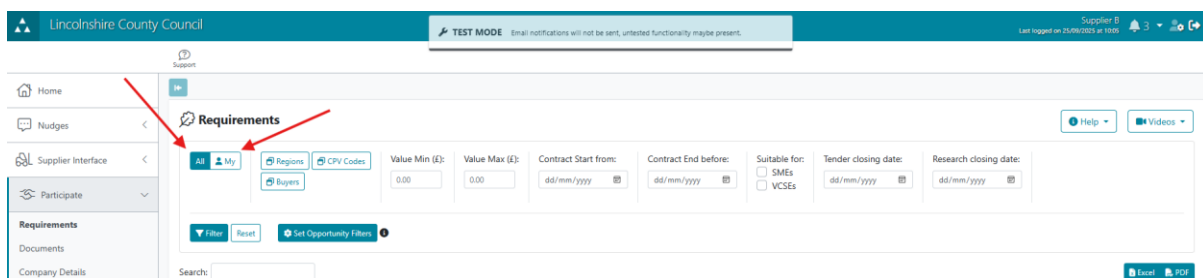 Lincolnshire County Council
TEST MODE Email notifications will not be sent, untested functionality maybe present.
Supplier B
Last logged on 25/09/2025 at 10:05
3
Support
Home
Nudges
Supplier Interface
Participate
Requirements
Documents
Company Details
Requirements
Help
Videos
All My
Regions CPV Codes
Buyers
Value Min (£):
0.00
Value Max (£):
0.00
Contract Start from:
dd/mm/yyyy
Contract End before:
dd/mm/yyyy
Suitable for:
SMEs
VCSEs
Tender closing date:
dd/mm/yyyy
Research closing date:
dd/mm/yyyy
Filter Reset Set Opportunity Filters
Search:
Excel PDF